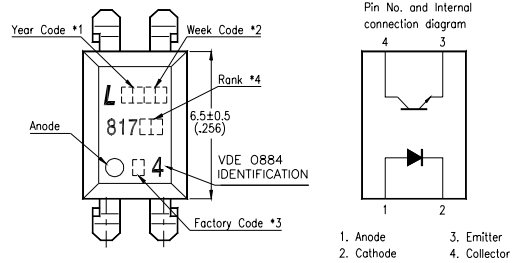 Year Code *1
Week Code *2
L
Rank *4
817
6.5±0.5
(.256)
Anode
4
VDE 0884
IDENTIFICATION
Factory Code *3
Pin No. and Internal
connection diagram
4 3
1 2
1. Anode 3. Emitter
2. Cathode 4. Collector